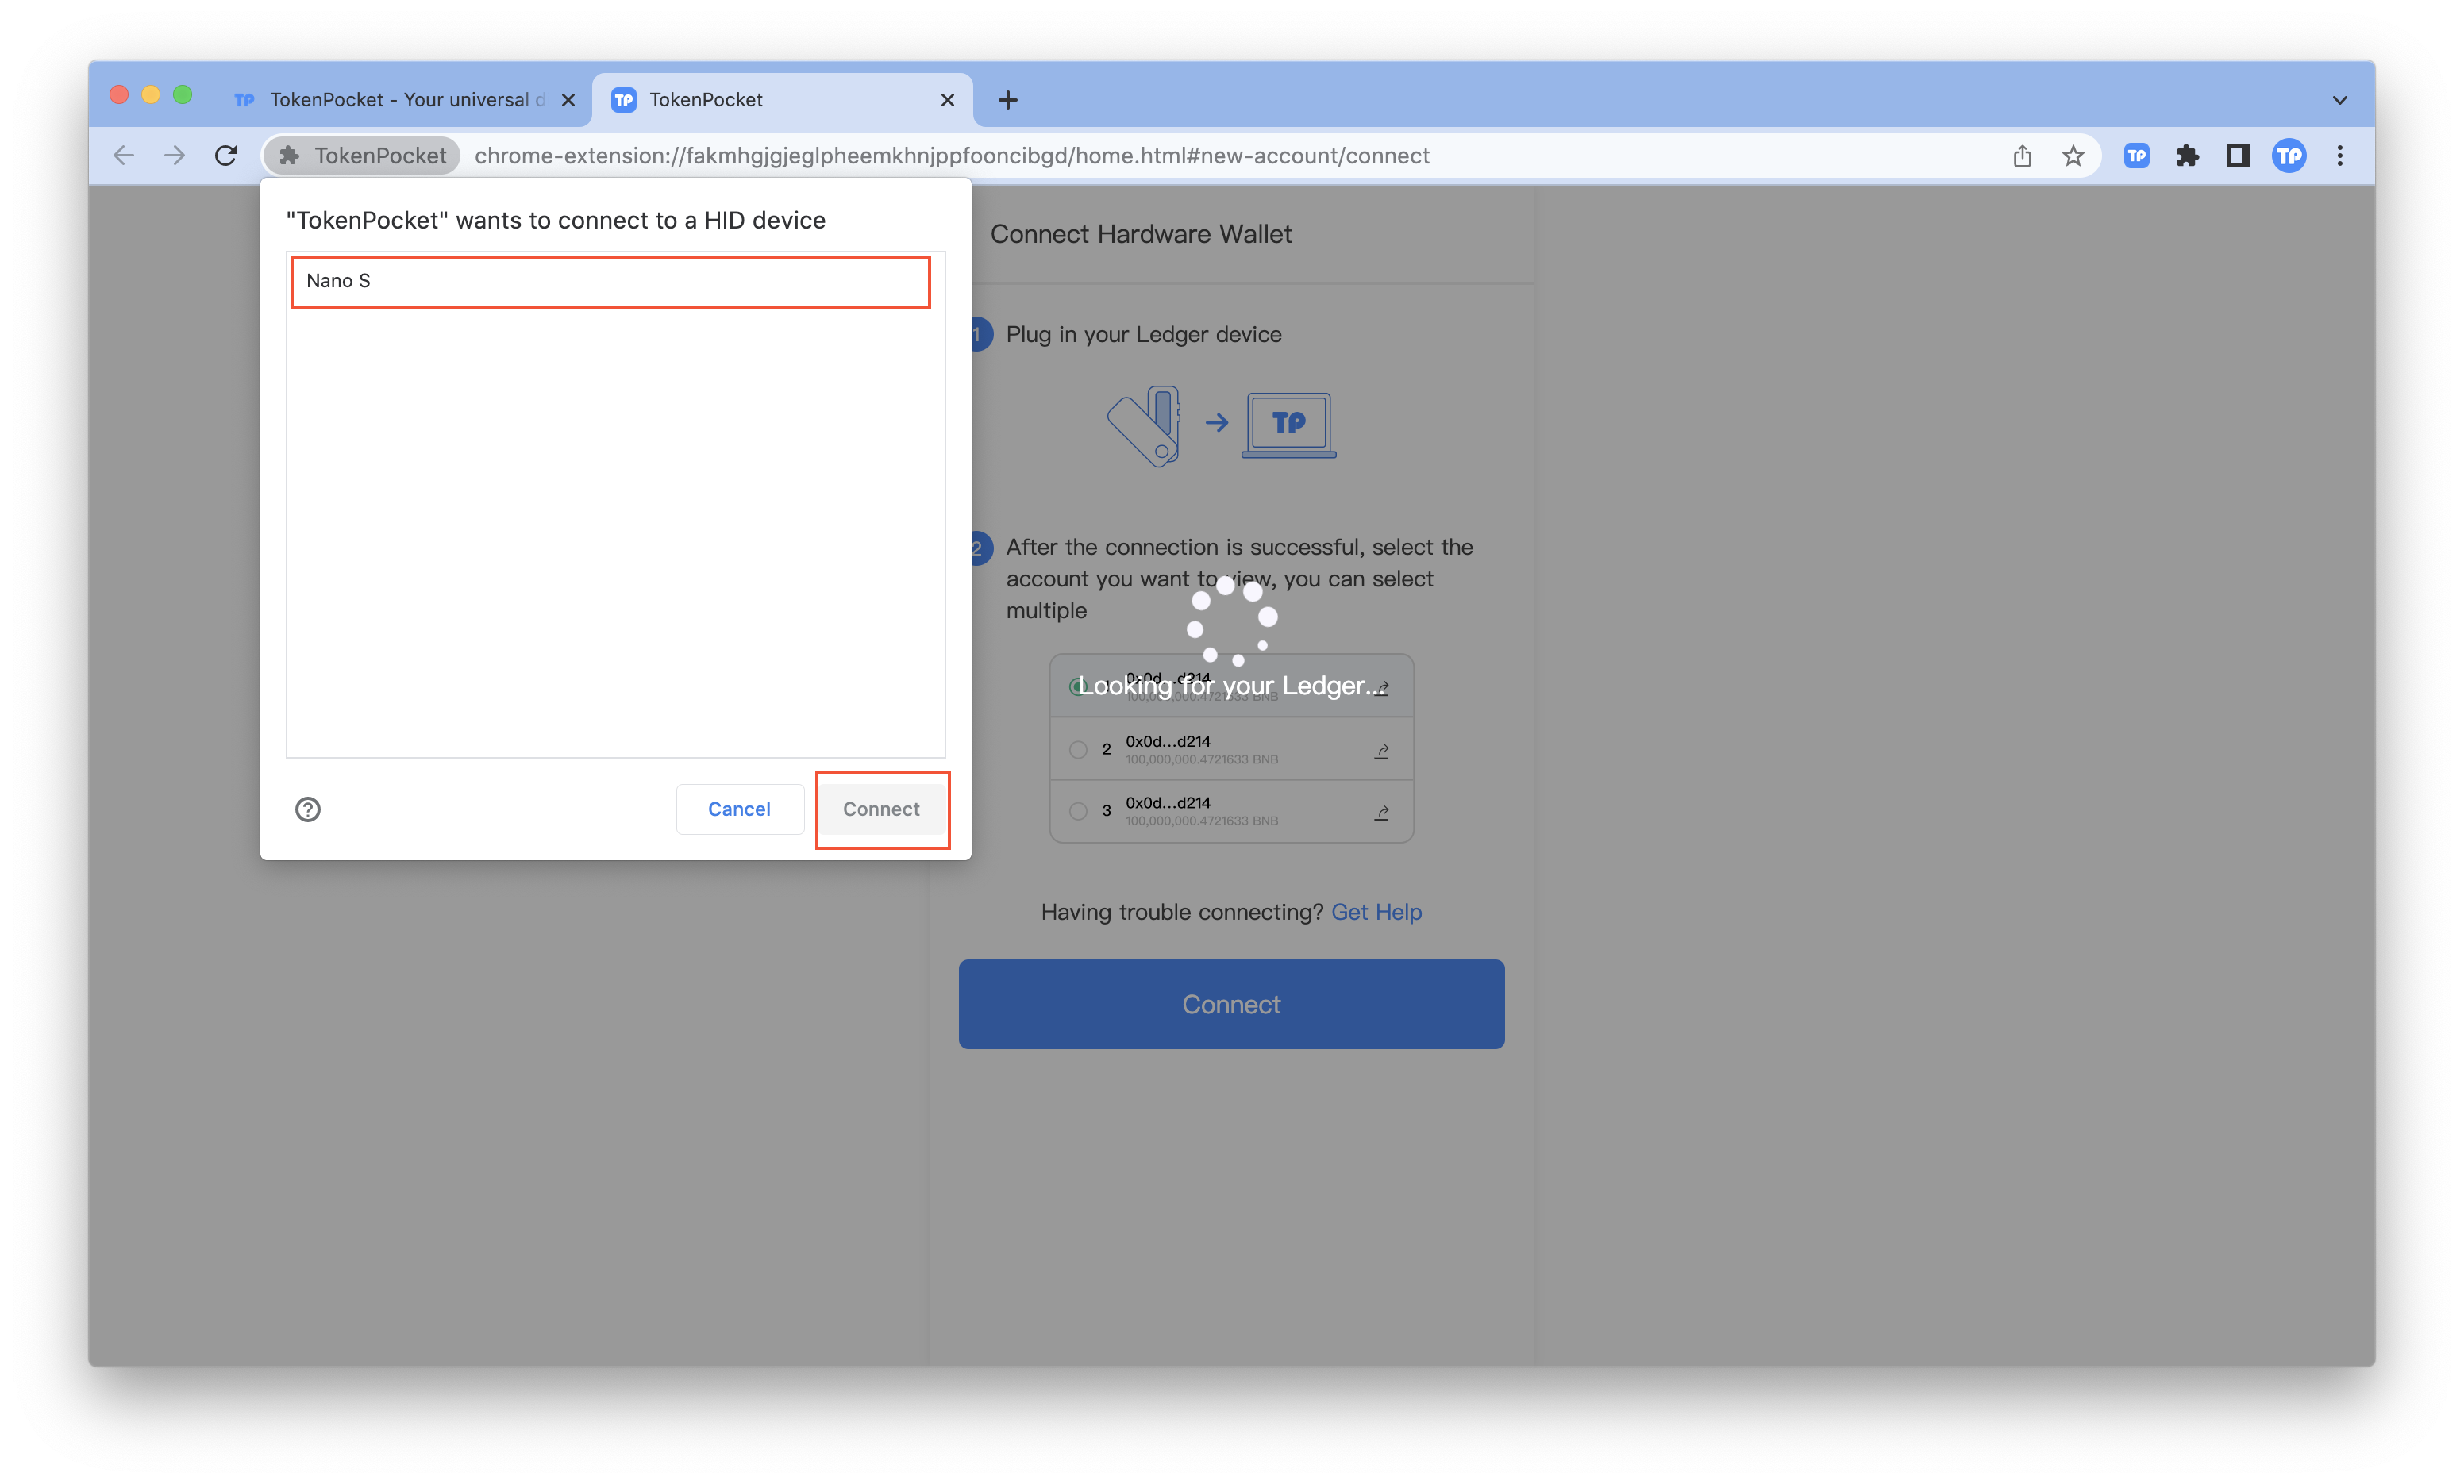 TP TokenPocket - Your universal d
TP TokenPocket
TokenPocket chrome-extension://fakmhgjgjeglpheemkhnjppfooncibgd/home.html#new-account/connect TP TP
"TokenPocket" wants to connect to a HID device
Nano S
Cancel Connect
Connect Hardware Wallet
1 Plug in your Ledger device
TP
2 After the connection is successful, select the
account you want to view, you can select
multiple
0x0d...d214
Looking for your Ledger...
100,000,000.4721633 BNB
2 0x0d...d214
100,000,000.4721633 BNB
3 0x0d...d214
100,000,000.4721633 BNB
Having trouble connecting? Get Help
Connect